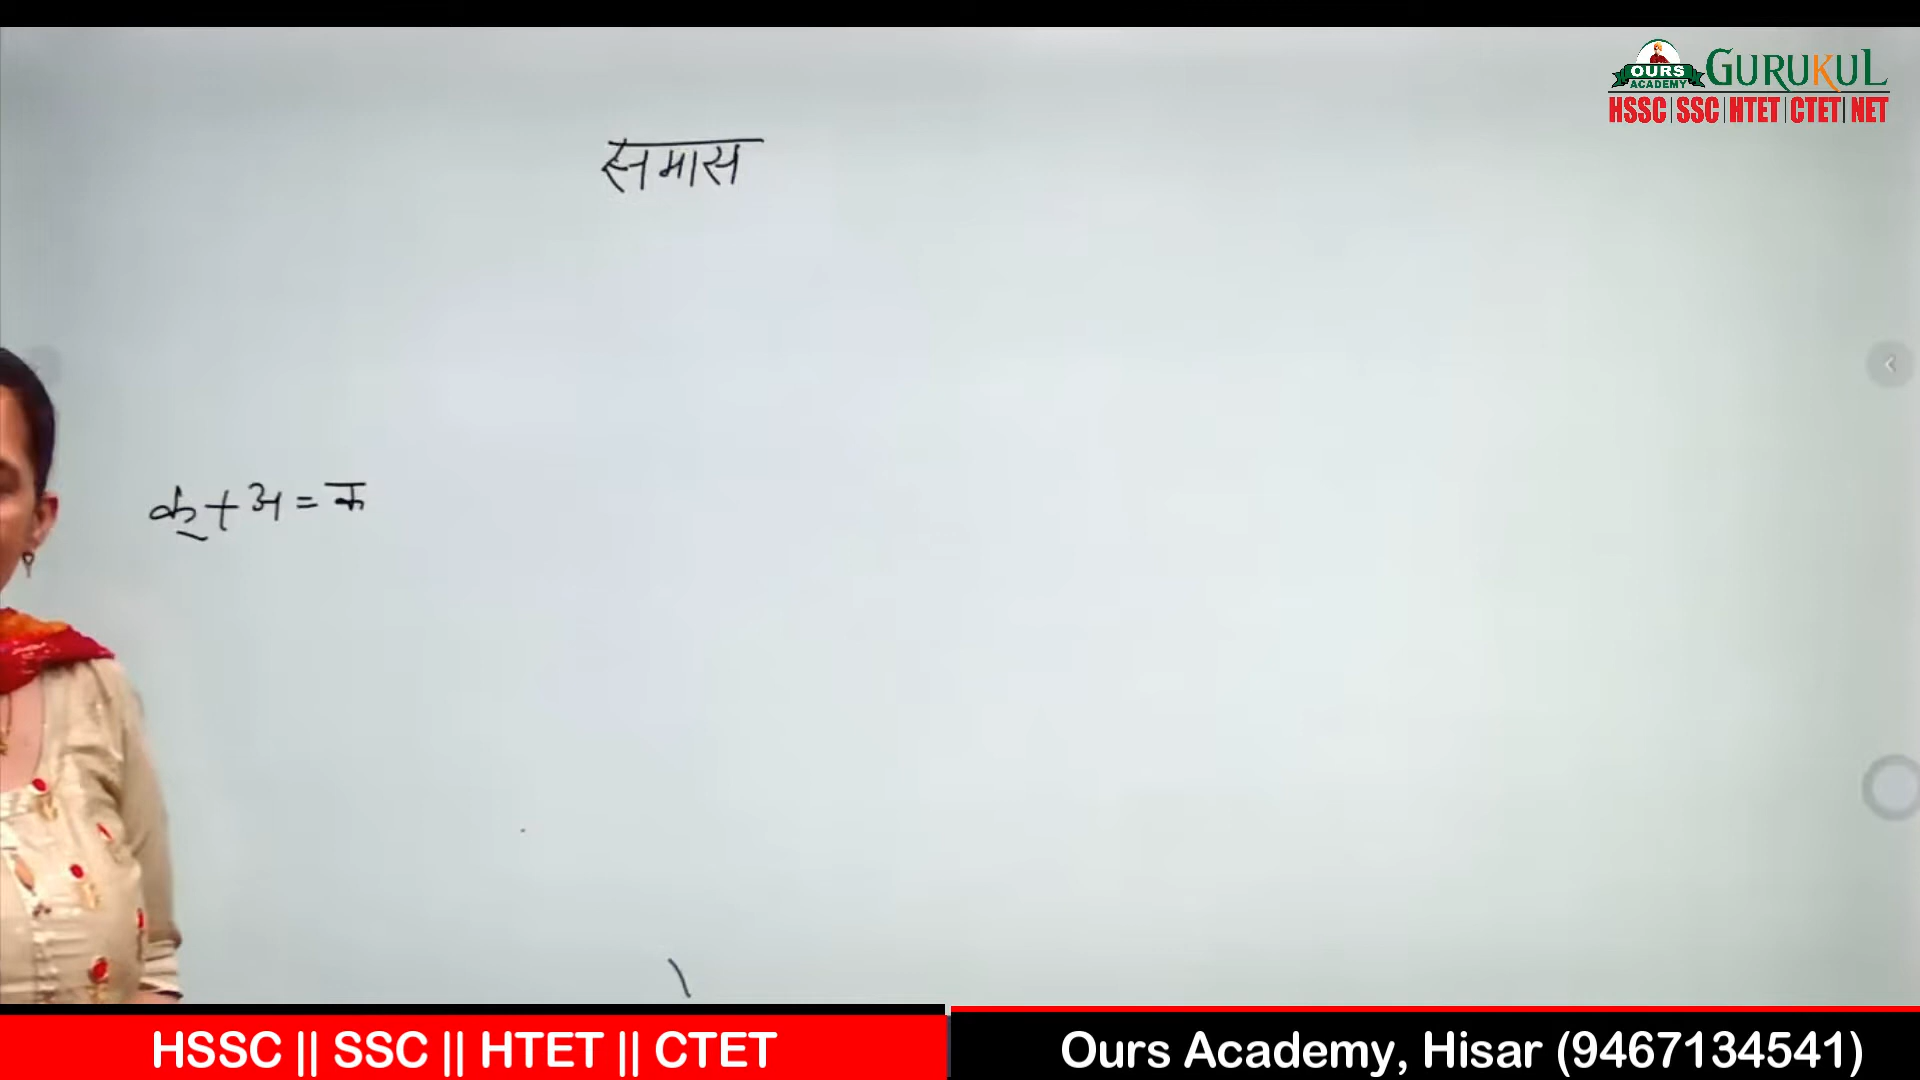 OURS
ACADEMY
GURUKUL
HSSC | SSC | HTET | CTET | NET
समास
क् + अ = क
HSSC || SSC || HTET || CTET
Ours Academy, Hisar (9467134541)